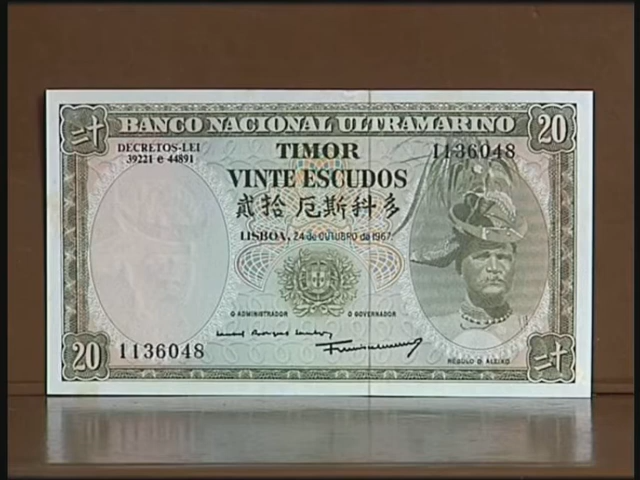 二十 BANCO NACIONAL ULTRAMARINO 20
DECRETOS-LEI
39221 e 44891
TIMOR
1136048
VINTE ESCUDOS
貳拾厄斯科多
LISBOA, 24 de OUTUBRO de 1967
O ADMINISTRADOR O GOVERNADOR
20 1136048
RÉGULO D. ALEIXO
二十